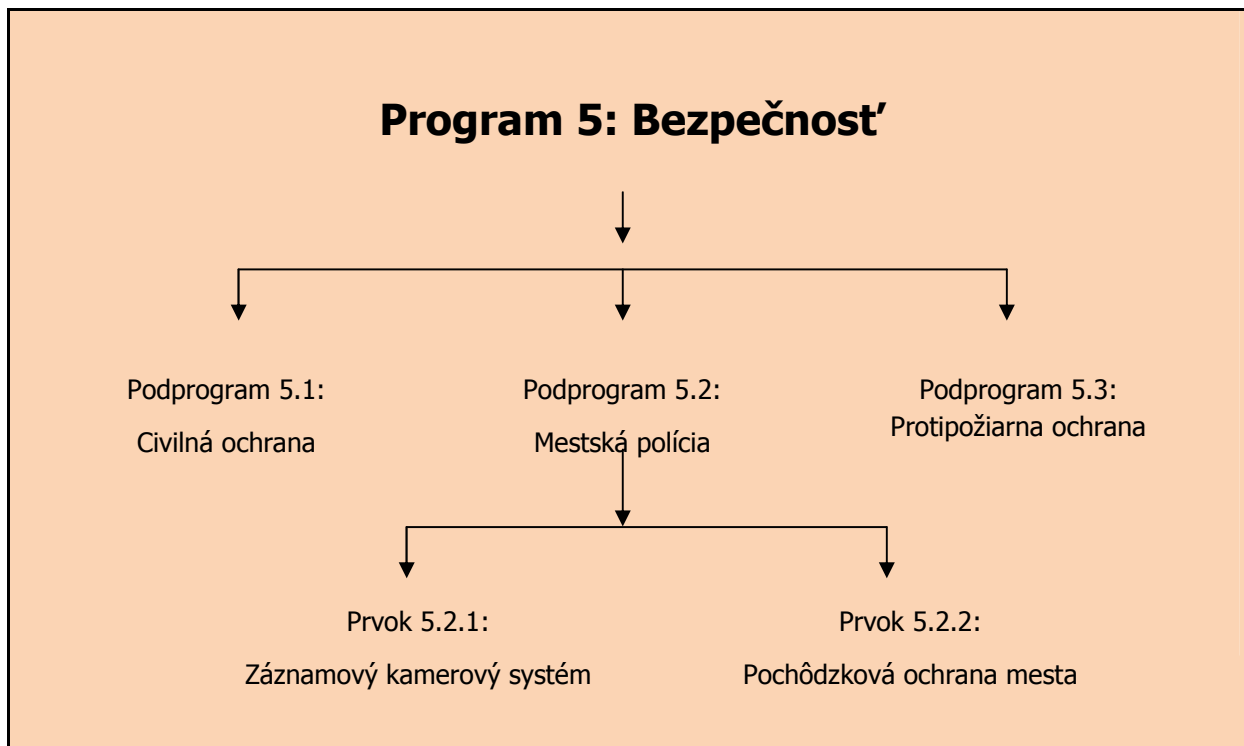 Program 5: Bezpečnosť
Podprogram 5.1:
Civilná ochrana
Podprogram 5.2:
Mestská polícia
Podprogram 5.3:
Protipožiarna ochrana
Prvok 5.2.1:
Záznamový kamerový systém
Prvok 5.2.2:
Pochôdzková ochrana mesta